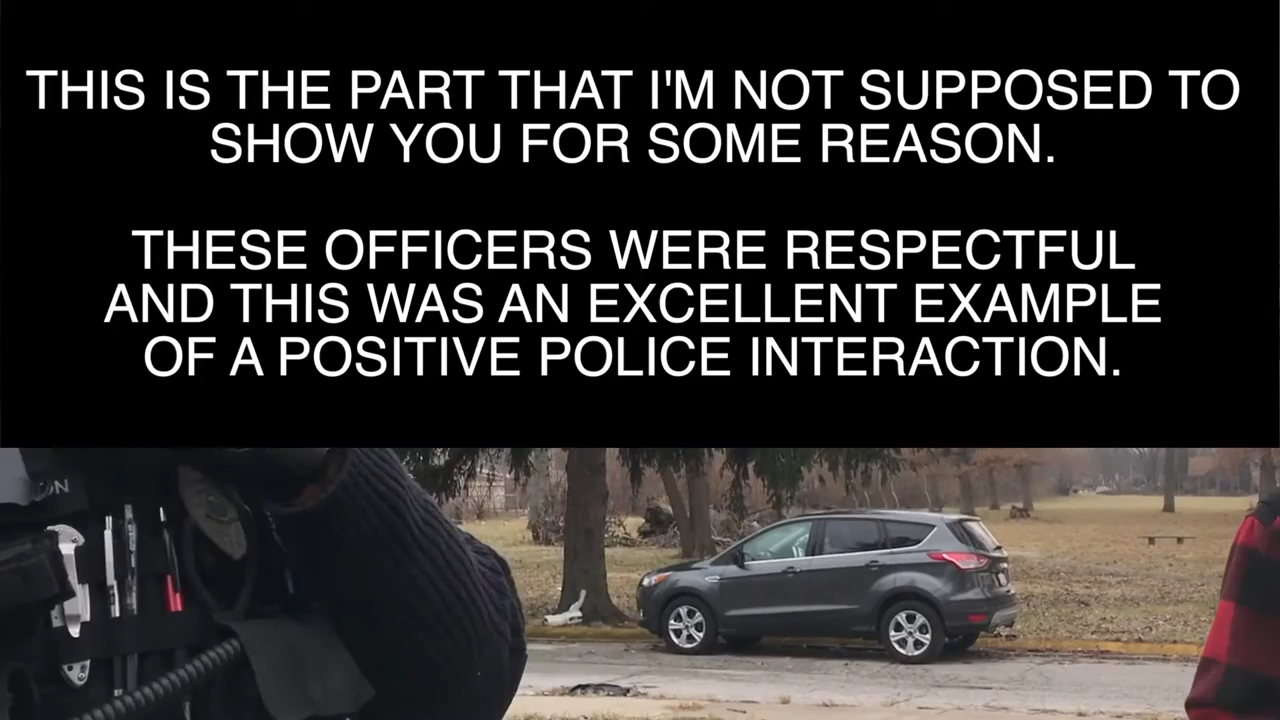 THIS IS THE PART THAT I'M NOT SUPPOSED TO
SHOW YOU FOR SOME REASON.
THESE OFFICERS WERE RESPECTFUL
AND THIS WAS AN EXCELLENT EXAMPLE
OF A POSITIVE POLICE INTERACTION.